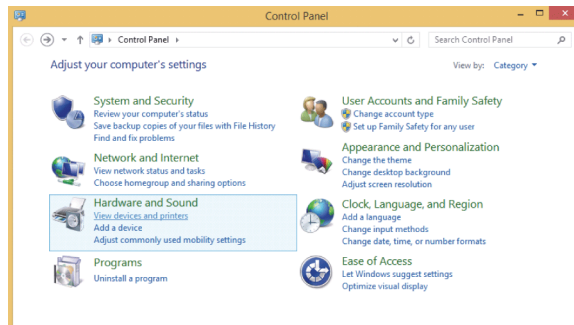 Control Panel
Control Panel
Search Control Panel
Adjust your computer's settings
View by: Category
System and Security
Review your computer's status
Save backup copies of your files with File History
Find and fix problems
Network and Internet
View network status and tasks
Choose homegroup and sharing options
Hardware and Sound
View devices and printers
Add a device
Adjust commonly used mobility settings
Programs
Uninstall a program
User Accounts and Family Safety
Change account type
Set up Family Safety for any user
Appearance and Personalization
Change the theme
Change desktop background
Adjust screen resolution
Clock, Language, and Region
Add a language
Change input methods
Change date, time, or number formats
Ease of Access
Let Windows suggest settings
Optimize visual display